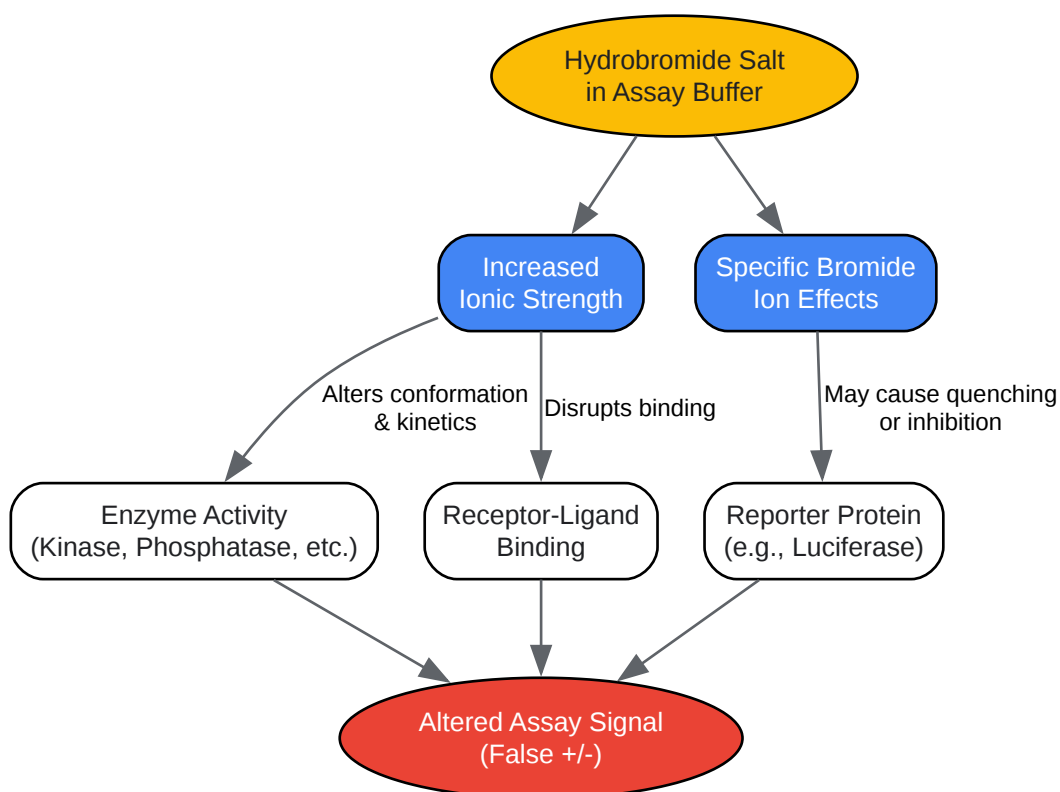 Hydrobromide Salt
in Assay Buffer
Increased
Ionic Strength
Specific Bromide
Ion Effects
Alters conformation
& kinetics
Disrupts binding
May cause quenching
or inhibition
Enzyme Activity
(Kinase, Phosphatase, etc.)
Receptor-Ligand
Binding
Reporter Protein
(e.g., Luciferase)
Altered Assay Signal
(False +/-)